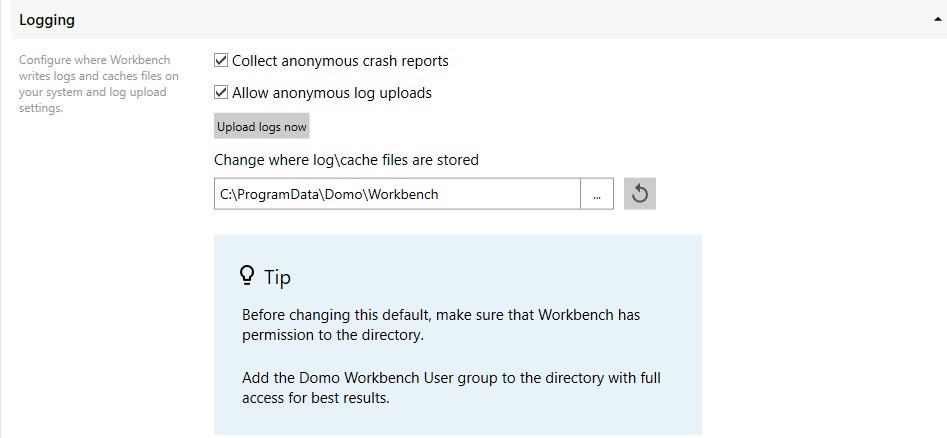 Logging
Configure where Workbench
writes logs and caches files on
your system and log upload
settings.
Collect anonymous crash reports
Allow anonymous log uploads
Upload logs now
Change where log\cache files are stored
C:\ProgramData\Domo\Workbench
...
Tip
Before changing this default, make sure that Workbench has
permission to the directory.
Add the Domo Workbench User group to the directory with full
access for best results.